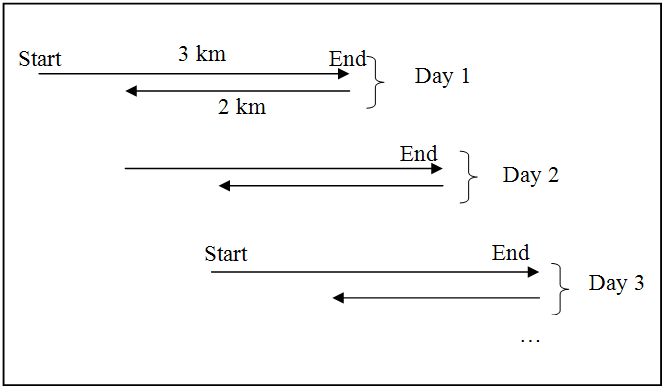 Start 3 km End
Day 1
2 km
End
Day 2
Start End
Day 3
…